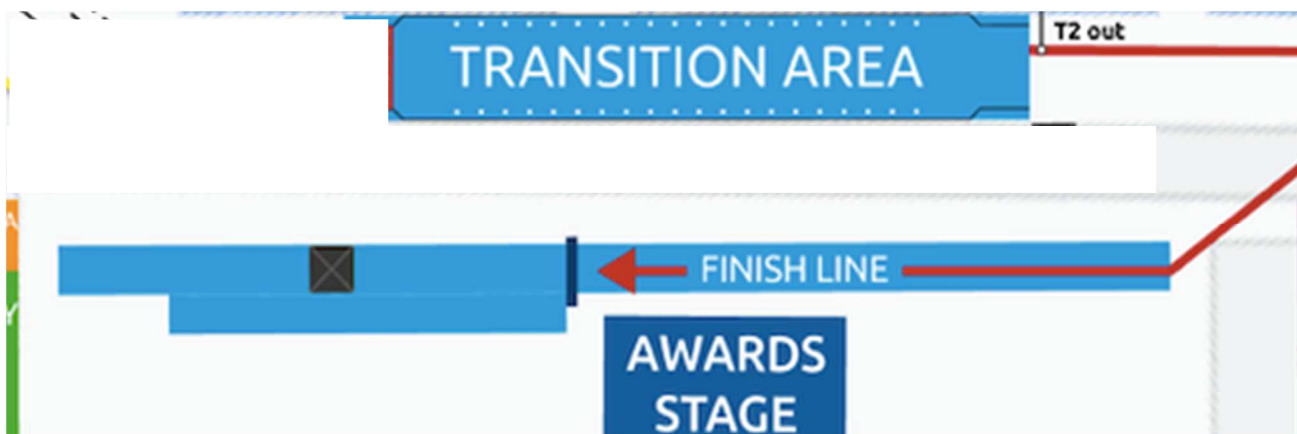 T2 out
TRANSITION AREA
FINISH LINE
AWARDS
STAGE